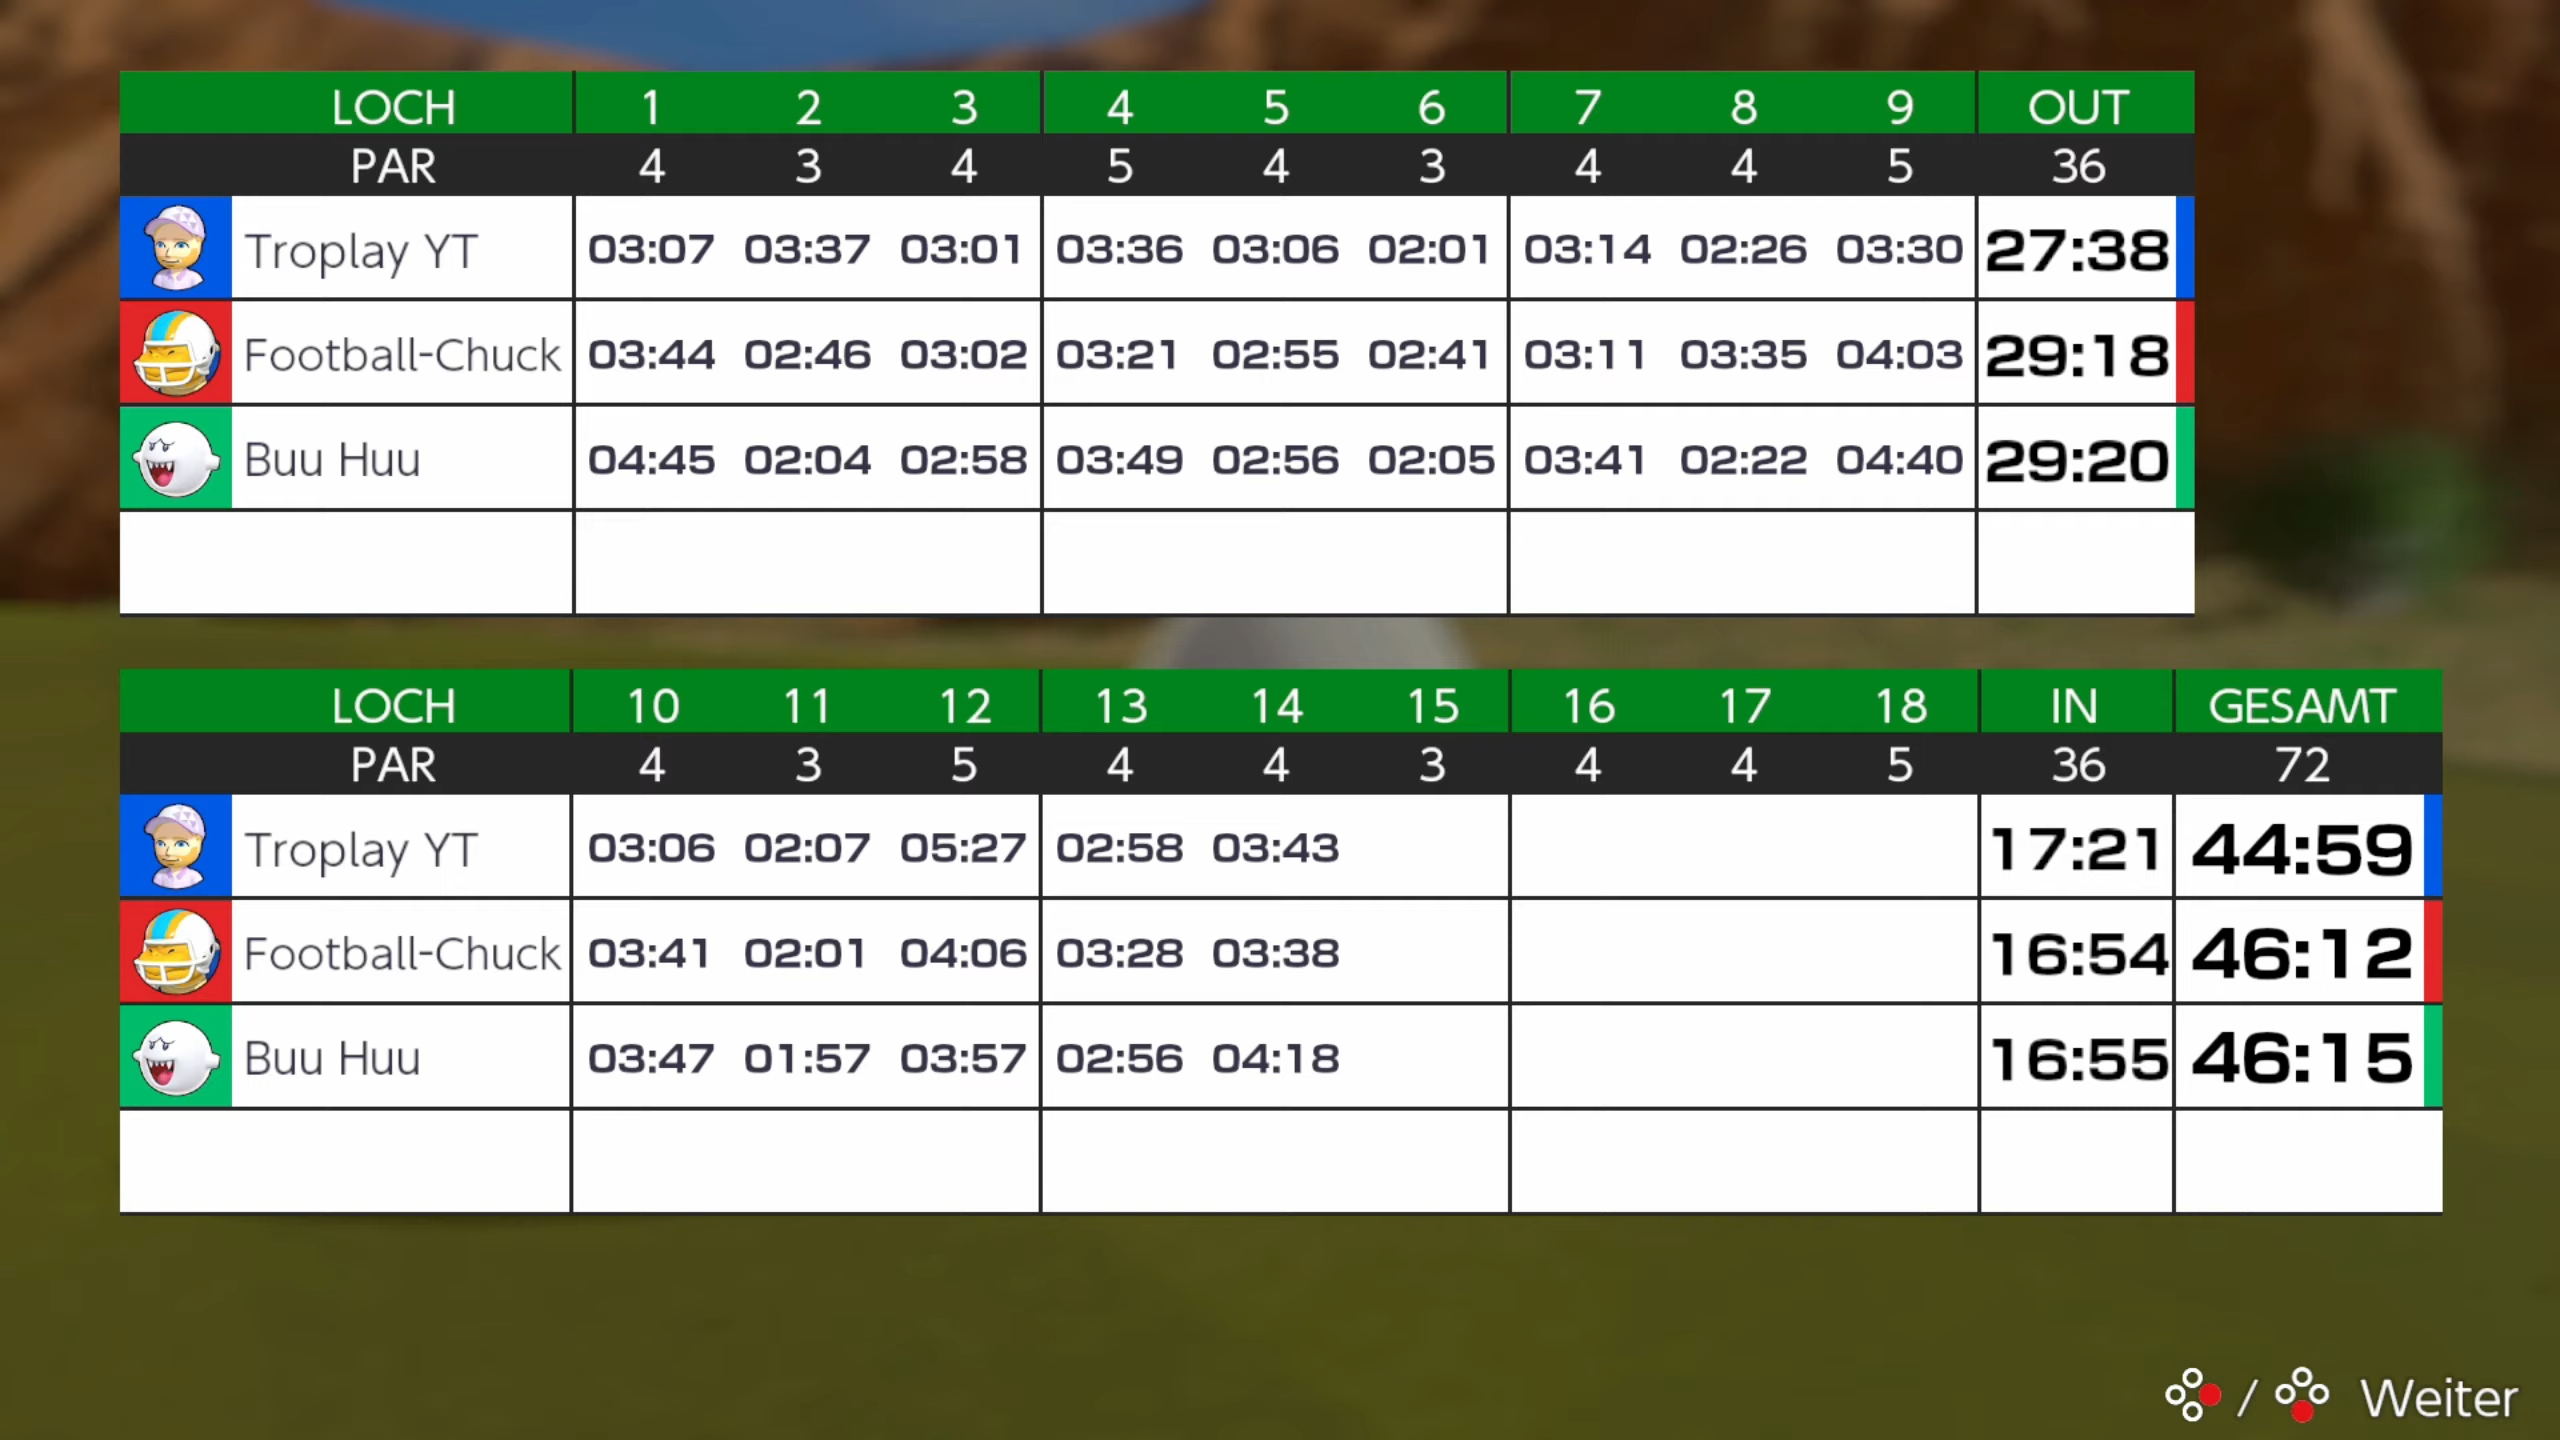 LOCH 1 2 3 4 5 6 7 8 9 OUT
PAR 4 3 4 5 4 3 4 4 5 36
Troplay YT 03:07 03:37 03:01 03:36 03:06 02:01 03:14 02:26 03:30 27:38
Football-Chuck 03:44 02:46 03:02 03:21 02:55 02:41 03:11 03:35 04:03 29:18
Buu Huu 04:45 02:04 02:58 03:49 02:56 02:05 03:41 02:22 04:40 29:20
LOCH 10 11 12 13 14 15 16 17 18 IN GESAMT
PAR 4 3 5 4 4 3 4 4 5 36 72
Troplay YT 03:06 02:07 05:27 02:58 03:43 17:21 44:59
Football-Chuck 03:41 02:01 04:06 03:28 03:38 16:54 46:12
Buu Huu 03:47 01:57 03:57 02:56 04:18 16:55 46:15
/ Weiter